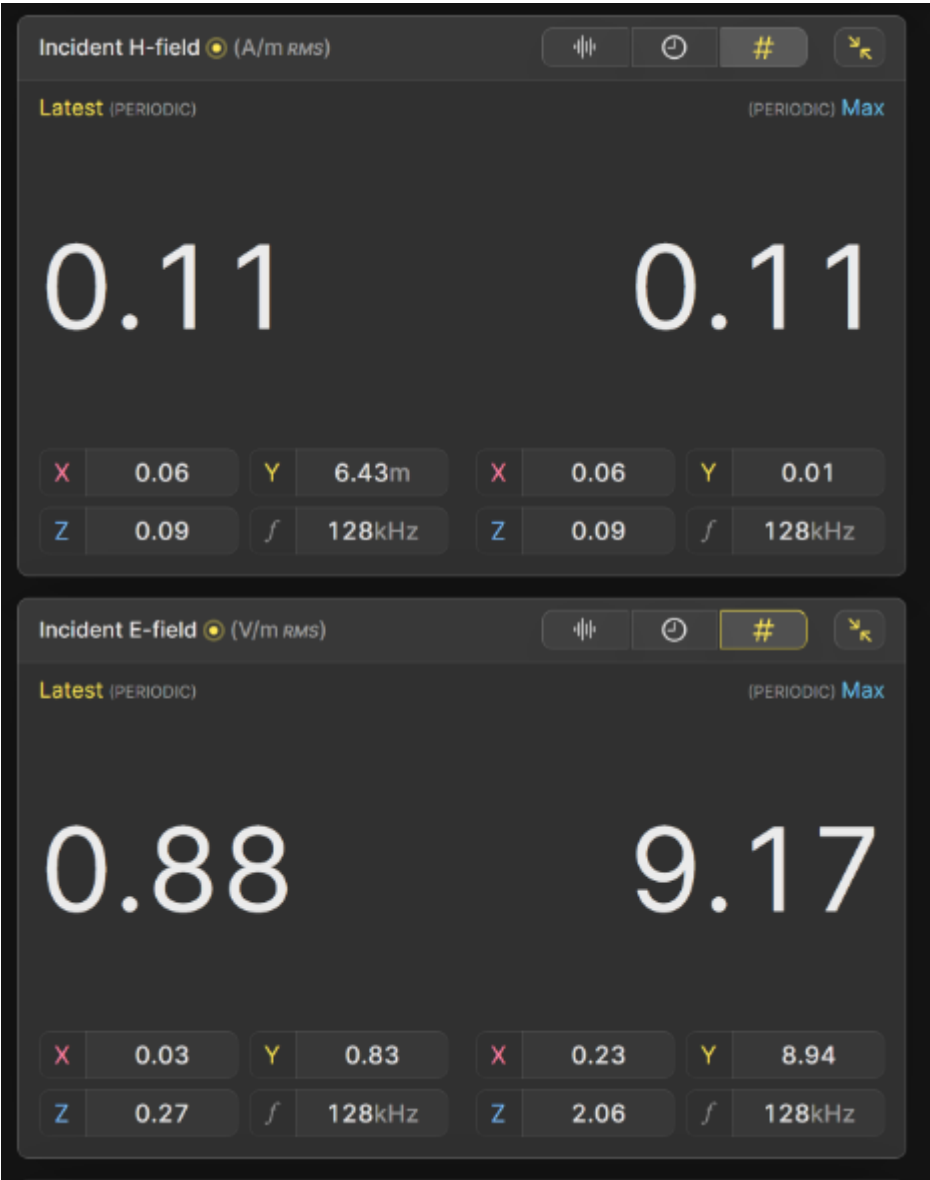 Incident H-field (A/m RMS) #
Latest (PERIODIC) (PERIODIC) Max
0.11 0.11
X 0.06 Y 6.43m X 0.06 Y 0.01
Z 0.09 f 128kHz Z 0.09 f 128kHz
Incident E-field (V/m RMS) #
Latest (PERIODIC) (PERIODIC) Max
0.88 9.17
X 0.03 Y 0.83 X 0.23 Y 8.94
Z 0.27 f 128kHz Z 2.06 f 128kHz